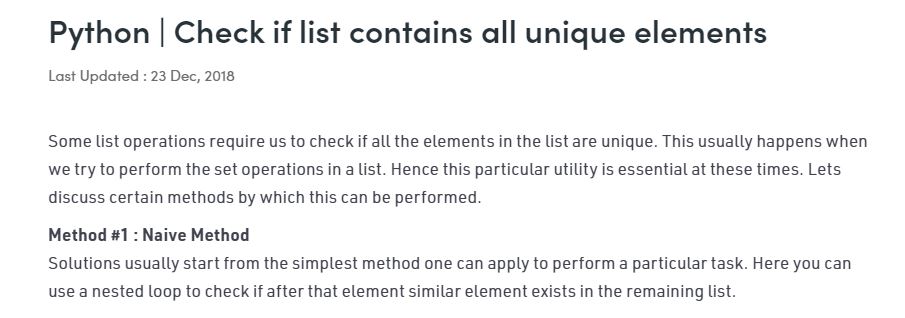 Python | Check if list contains all unique elements
Last Updated : 23 Dec, 2018
Some list operations require us to check if all the elements in the list are unique. This usually happens when
we try to perform the set operations in a list. Hence this particular utility is essential at these times. Lets
discuss certain methods by which this can be performed.
Method #1 : Naive Method
Solutions usually start from the simplest method one can apply to perform a particular task. Here you can
use a nested loop to check if after that element similar element exists in the remaining list.